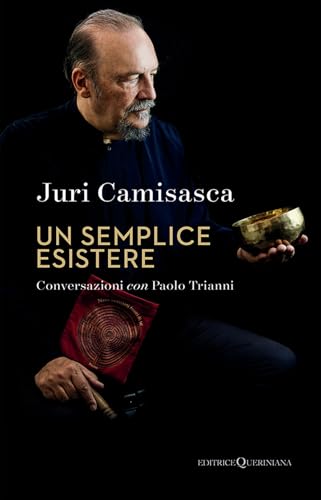 Juri Camisasca
UN SEMPLICE
ESISTERE
Conversazioni con Paolo Trianni
EDITRICE QUERINIANA